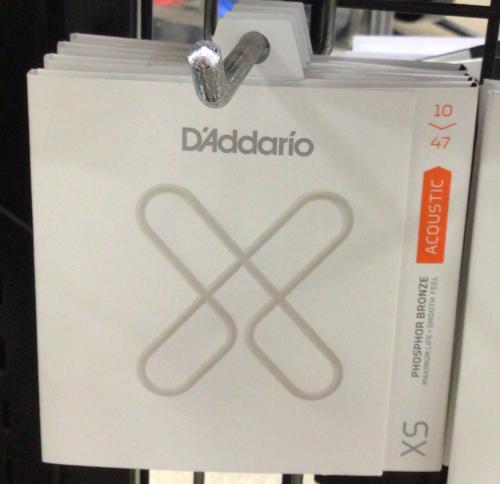 D'Addario
10
47
ACOUSTIC
PHOSPHOR BRONZE
MAXIMUM LIFE • SMOOTH FEEL
XS